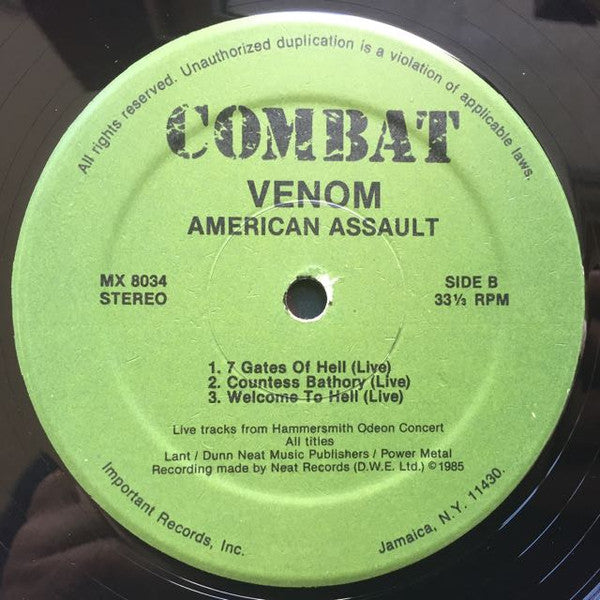 All rights reserved. Unauthorized duplication is a violation of applicable laws.
COMBAT
VENOM
AMERICAN ASSAULT
MX 8034
STEREO
SIDE B
33⅓ RPM
1. 7 Gates Of Hell (Live)
2. Countess Bathory (Live)
3. Welcome To Hell (Live)
Live tracks from Hammersmith Odeon Concert
All titles
Lant / Dunn Neat Music Publishers / Power Metal
Recording made by Neat Records (D.W.E. Ltd.) ©1985
Important Records, Inc.
Jamaica, N.Y. 11430.